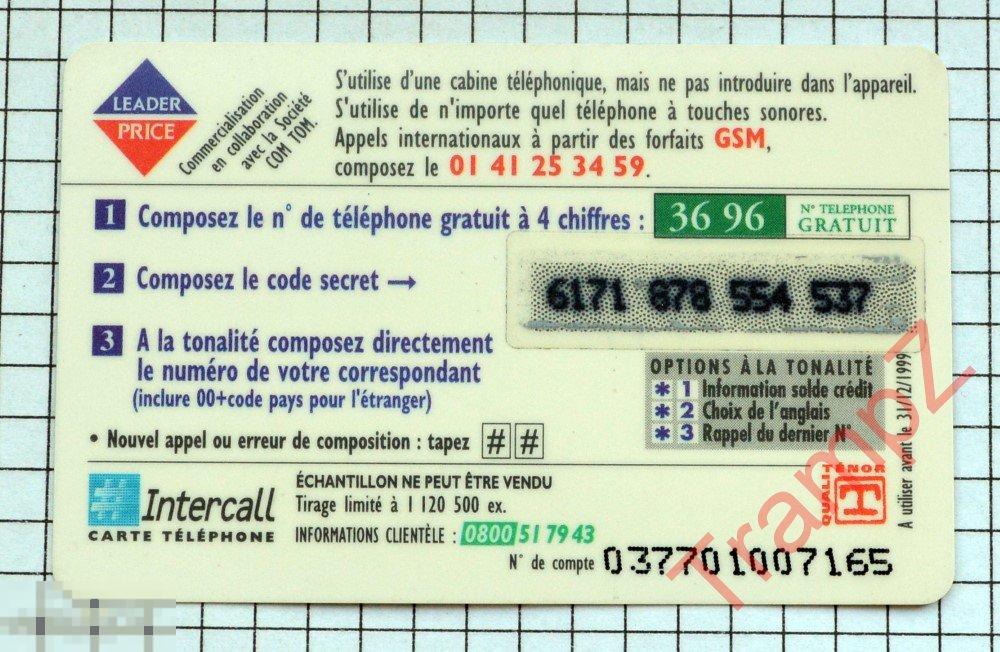 LEADER
PRICE
Commercialisation
en collaboration
avec la Société
COM TOM.
S'utilise d'une cabine téléphonique, mais ne pas introduire dans l'appareil.
S'utilise de n'importe quel téléphone à touches sonores.
Appels internationaux à partir des forfaits GSM,
composez le 01 41 25 34 59.
1 Composez le n° de téléphone gratuit à 4 chiffres : 36 96 N° TELEPHONE GRATUIT
2 Composez le code secret → 6171 878 554 537
3 A la tonalité composez directement
le numéro de votre correspondant
(inclure 00+code pays pour l'étranger)
OPTIONS À LA TONALITÉ
* 1 Information solde crédit
* 2 Choix de l'anglais
* 3 Rappel du dernier N°
• Nouvel appel ou erreur de composition : tapez # #
A utiliser avant le 31/12/1999
# Intercall
CARTE TÉLÉPHONE
ÉCHANTILLON NE PEUT ÊTRE VENDU
Tirage limité à 1 120 500 ex.
INFORMATIONS CLIENTÈLE : 0800 51 79 43
QUALI TÉNOR
T
N° de compte 037701007165
TrampZ